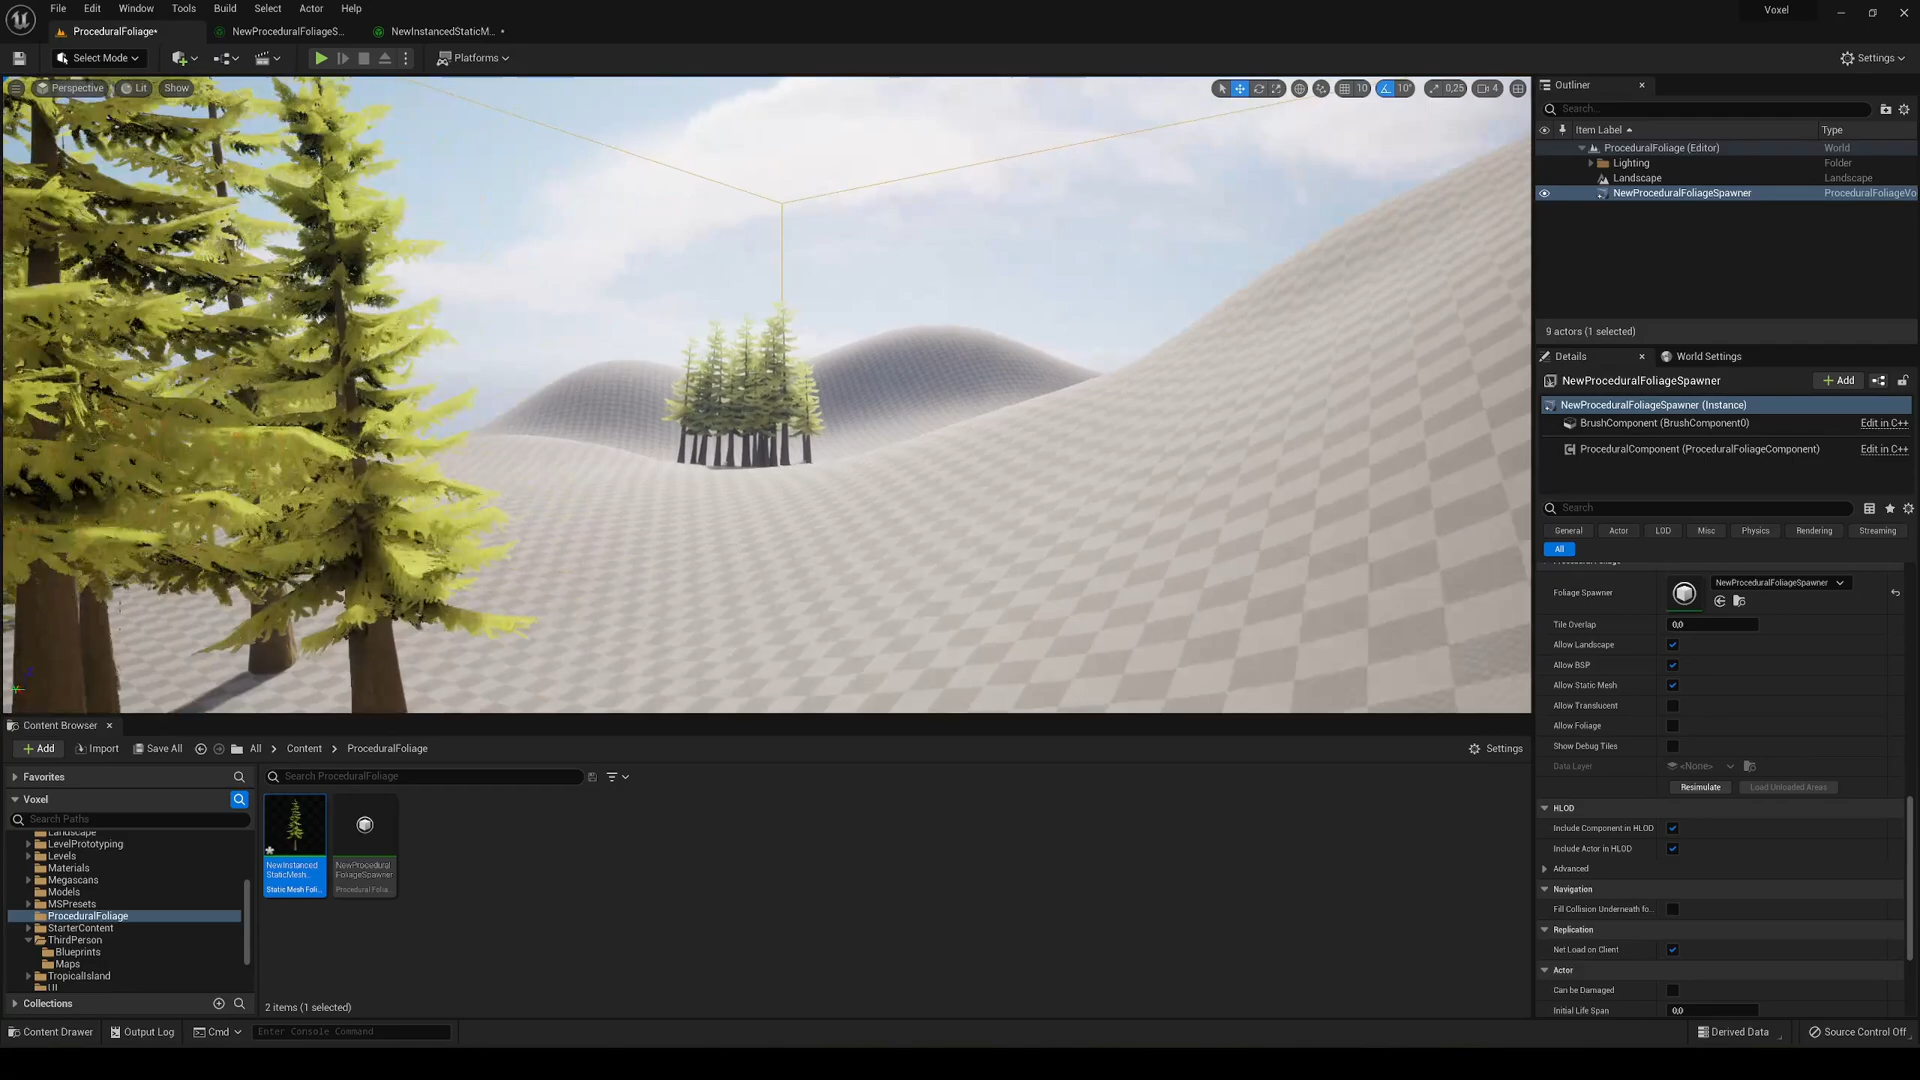 File Edit Window Tools Build Select Actor Help
Voxel
ProceduralFoliage*
NewProceduralFoliageS...
NewInstancedStaticM... •
Select Mode
Platforms
Settings
Perspective
Lit
Show
10
10°
0,25
4
Outliner
Search...
Item Label
Type
ProceduralFoliage (Editor)
World
Lighting
Folder
Landscape
Landscape
NewProceduralFoliageSpawner
ProceduralFoliageVo
9 actors (1 selected)
Details
World Settings
NewProceduralFoliageSpawner
Add
NewProceduralFoliageSpawner (Instance)
BrushComponent (BrushComponent0)
Edit in C++
ProceduralComponent (ProceduralFoliageComponent)
Edit in C++
Search
General
Actor
LOD
Misc
Physics
Rendering
Streaming
All
Foliage Spawner
NewProceduralFoliageSpawner
Tile Overlap
0,0
Allow Landscape
Allow BSP
Allow Static Mesh
Allow Translucent
Allow Foliage
Show Debug Tiles
Data Layer
<None>
Resimulate
Load Unloaded Areas
HLOD
Include Component in HLOD
Include Actor in HLOD
Advanced
Navigation
Fill Collision Underneath fo...
Replication
Net Load on Client
Actor
Can be Damaged
Initial Life Span
0,0
Content Browser
Add
Import
Save All
All
Content
ProceduralFoliage
Settings
Favorites
Voxel
Search Paths
Landscape
LevelPrototyping
Levels
Materials
Megascans
Models
MSPresets
ProceduralFoliage
StarterContent
ThirdPerson
Blueprints
Maps
TropicalIsland
UI
Collections
Search ProceduralFoliage
NewInstanced
StaticMesh...
Static Mesh Foli...
NewProcedural
FoliageSpawner
Procedural Folia...
2 items (1 selected)
Content Drawer
Output Log
Cmd
Enter Console Command
Derived Data
Source Control Off